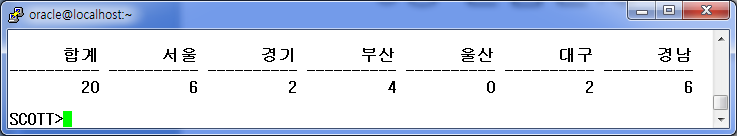 oracle@localhost:~
합계 서울 경기 부산 울산 대구 경남
---------- ---------- ---------- ---------- ---------- ---------- ----------
20 6 2 4 0 2 6
SCOTT>